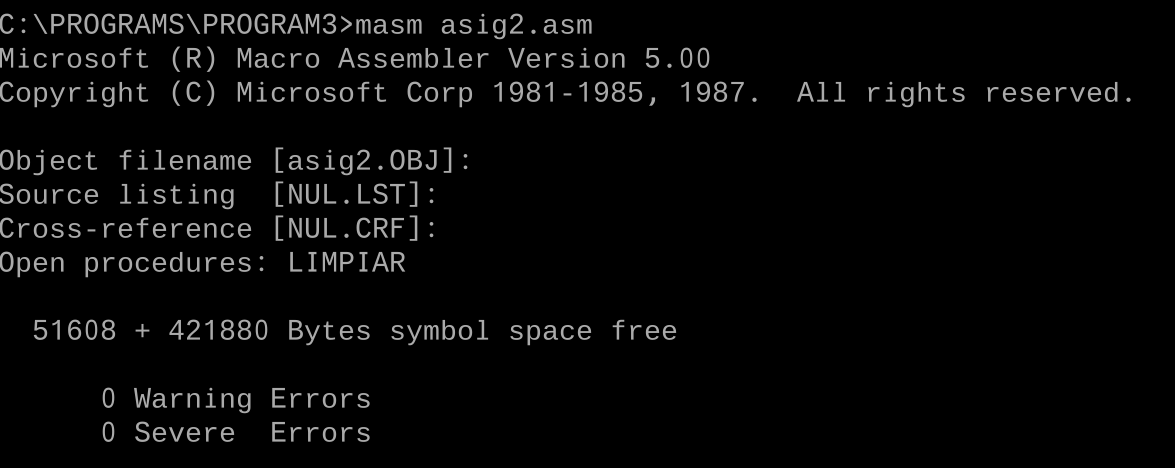 C:\PROGRAMS\PROGRAM3>masm asig2.asm
Microsoft (R) Macro Assembler Version 5.00
Copyright (C) Microsoft Corp 1981-1985, 1987.  All rights reserved.
Object filename [asig2.OBJ]:
Source listing  [NUL.LST]:
Cross-reference [NUL.CRF]:
Open procedures: LIMPIAR
51608 + 421880 Bytes symbol space free
0 Warning Errors
0 Severe  Errors